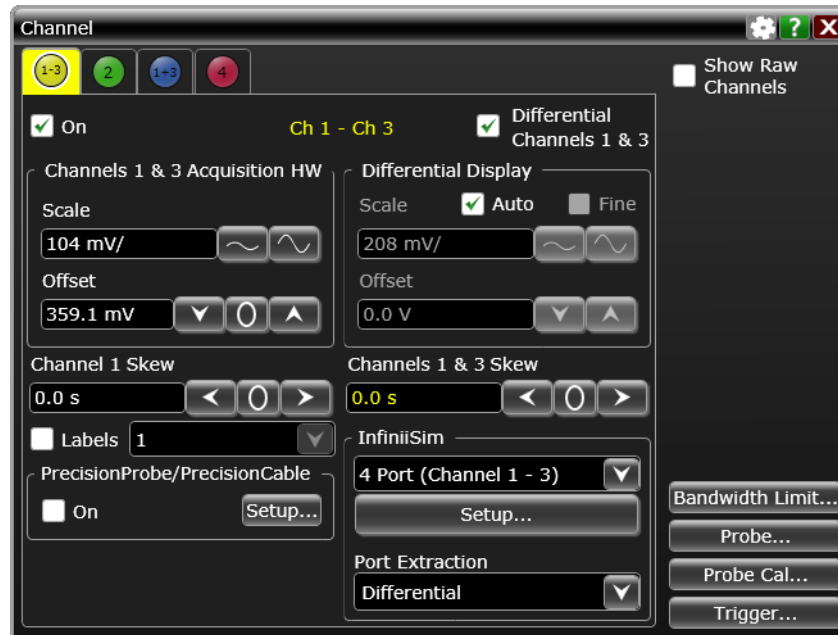 Channel
?
X
1-3
2
1+3
4
Show Raw
Channels
On
Ch 1 - Ch 3
Differential
Channels 1 & 3
Channels 1 & 3 Acquisition HW
Differential Display
Scale
Scale
Auto
Fine
104 mV/
208 mV/
Offset
Offset
359.1 mV
0
0.0 V
Channel 1 Skew
Channels 1 & 3 Skew
0.0 s
0
0.0 s
0
Labels
1
InfiniiSim
PrecisionProbe/PrecisionCable
4 Port (Channel 1 - 3)
On
Setup...
Setup...
Port Extraction
Differential
Bandwidth Limit...
Probe...
Probe Cal...
Trigger...